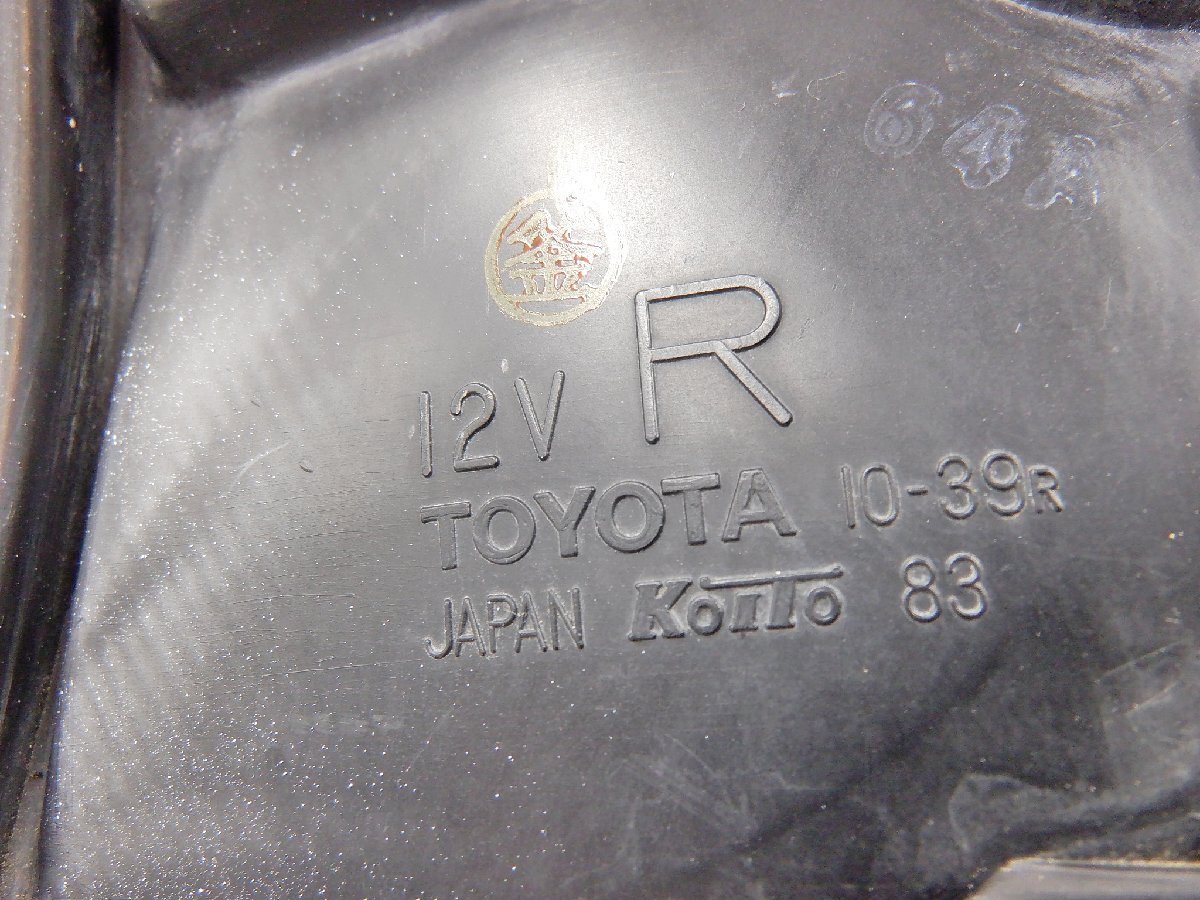 R
12V
TOYOTA 10-39R
JAPAN KOITO 83